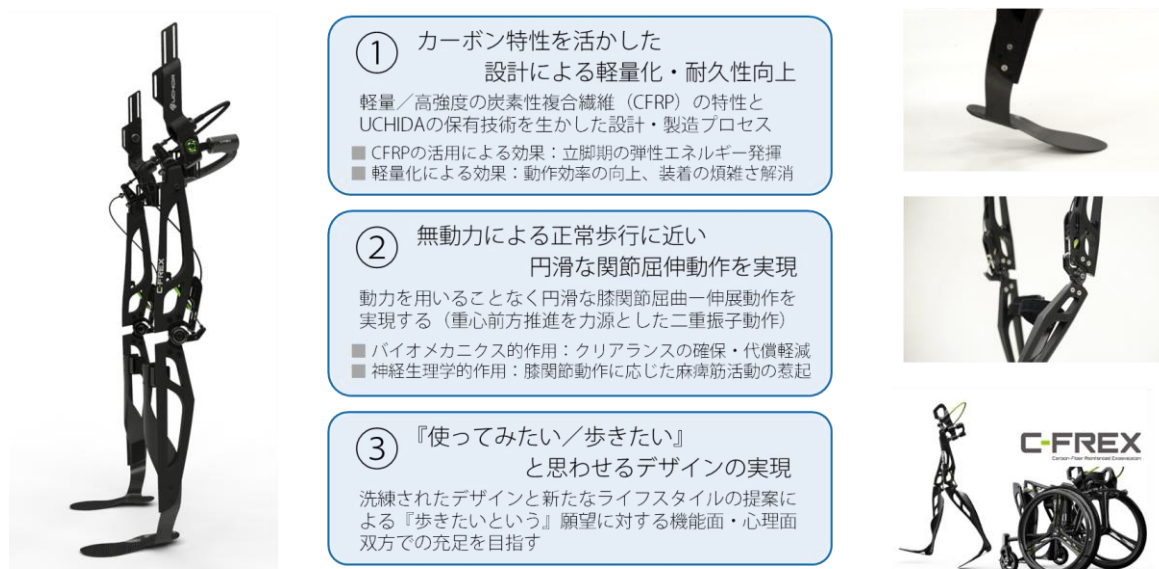 UCHIDA
C-FREX
①
カーボン特性を活かした
設計による軽量化・耐久性向上
軽量／高強度の炭素性複合繊維（CFRP）の特性と
UCHIDAの保有技術を生かした設計・製造プロセス
■ CFRPの活用による効果：立脚期の弾性エネルギー発揮
■ 軽量化による効果：動作効率の向上、装着の煩雑さ解消
②
無動力による正常歩行に近い
円滑な関節屈伸動作を実現
動力を用いることなく円滑な膝関節屈曲ー伸展動作を
実現する（重心前方推進を力源とした二重振子動作）
■ バイオメカニクス的作用：クリアランスの確保・代償軽減
■ 神経生理学的作用：膝関節動作に応じた麻痺筋活動の惹起
③
『使ってみたい／歩きたい』
と思わせるデザインの実現
洗練されたデザインと新たなライフスタイルの提案に
よる『歩きたいという』願望に対する機能面・心理面
双方での充足を目指す
C-FREX
Carbon-Fiber Reinforced Exoskeleton